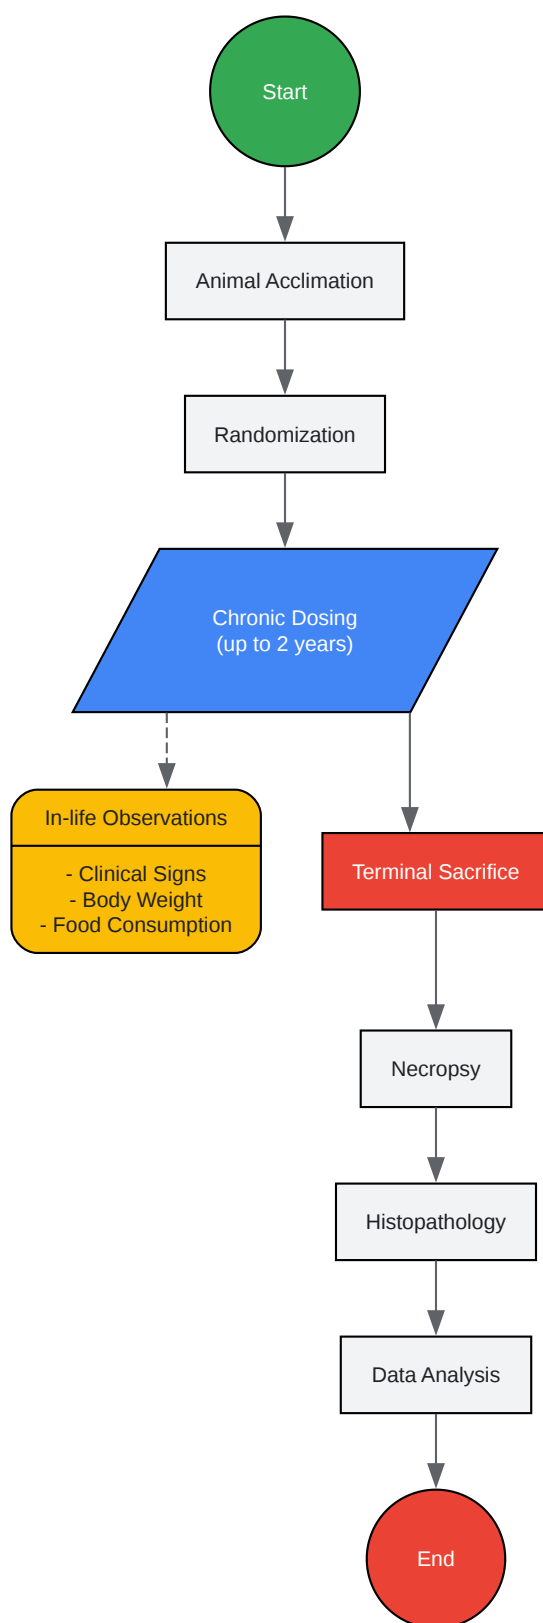 Start
Animal Acclimation
Randomization
Chronic Dosing
(up to 2 years)
In-life Observations
- Clinical Signs
- Body Weight
- Food Consumption
Terminal Sacrifice
Necropsy
Histopathology
Data Analysis
End